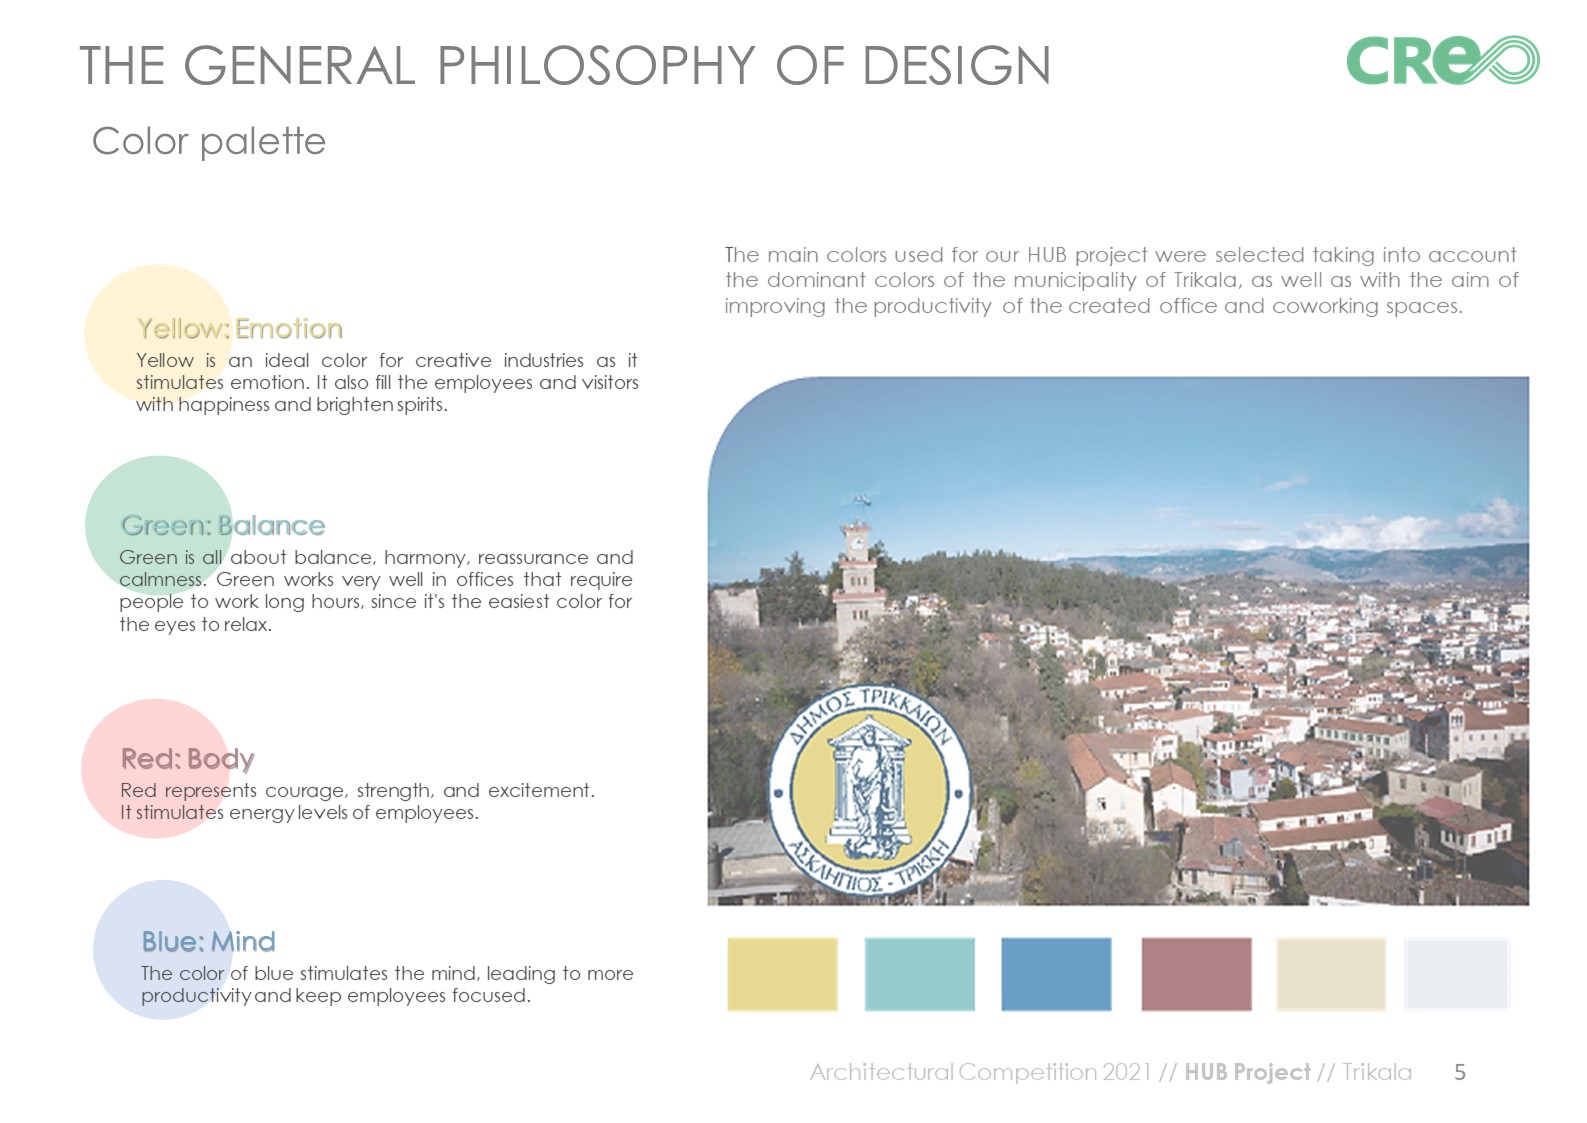 THE GENERAL PHILOSOPHY OF DESIGN
CReo
Color palette
Yellow: Emotion
Yellow is an ideal color for creative industries as it
stimulates emotion. It also fill the employees and visitors
with happiness and brighten spirits.
Green: Balance
Green is all about balance, harmony, reassurance and
calmness. Green works very well in offices that require
people to work long hours, since it's the easiest color for
the eyes to relax.
Red: Body
Red represents courage, strength, and excitement.
It stimulates energy levels of employees.
Blue: Mind
The color of blue stimulates the mind, leading to more
productivity and keep employees focused.
The main colors used for our HUB project were selected taking into account
the dominant colors of the municipality of Trikala, as well as with the aim of
improving the productivity of the created office and coworking spaces.
ΔΗΜΟΣ ΤΡΙΚΚΑΙΩΝ
ΑΣΚΛΗΠΙΟΣ - ΤΡΙΚΚΗ
Architectural Competition 2021 // HUB Project // Trikala 5